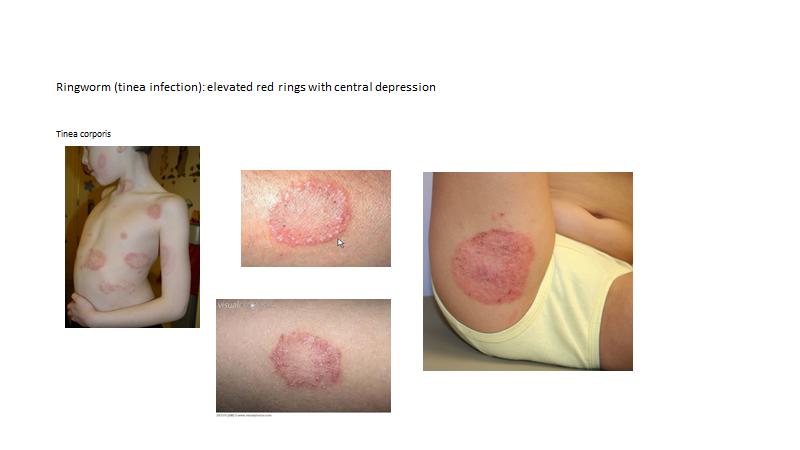 Ringworm (tinea infection): elevated red rings with central depression
Tinea corporis